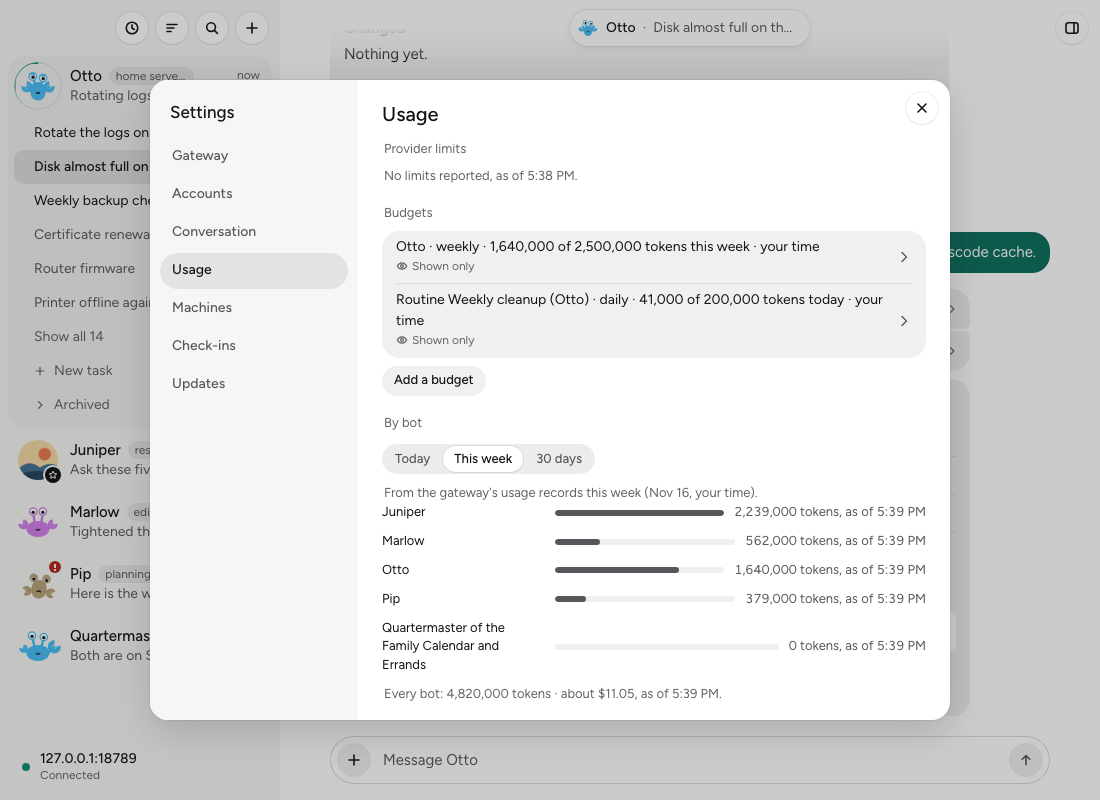 Otto · Disk almost full on th...
Nothing yet.
Otto home serve... now
Rotating logs
Rotate the logs on
Disk almost full on
Weekly backup che
Certificate renewa
Router firmware
Printer offline again
Show all 14
New task
Archived
Juniper res
Ask these five
Marlow edi
Tightened th
Pip planning
Here is the w
Quartermas
Both are on S
127.0.0.1:18789
Connected
Settings
Gateway
Accounts
Conversation
Usage
Machines
Check-ins
Updates
Usage
Provider limits
No limits reported, as of 5:38 PM.
Budgets
Otto · weekly · 1,640,000 of 2,500,000 tokens this week · your time
Shown only
Routine Weekly cleanup (Otto) · daily · 41,000 of 200,000 tokens today · your
time
Shown only
Add a budget
By bot
Today This week 30 days
From the gateway's usage records this week (Nov 16, your time).
Juniper 2,239,000 tokens, as of 5:39 PM
Marlow 562,000 tokens, as of 5:39 PM
Otto 1,640,000 tokens, as of 5:39 PM
Pip 379,000 tokens, as of 5:39 PM
Quartermaster of the
Family Calendar and
Errands
0 tokens, as of 5:39 PM
Every bot: 4,820,000 tokens · about $11.05, as of 5:39 PM.
scode cache.
Message Otto